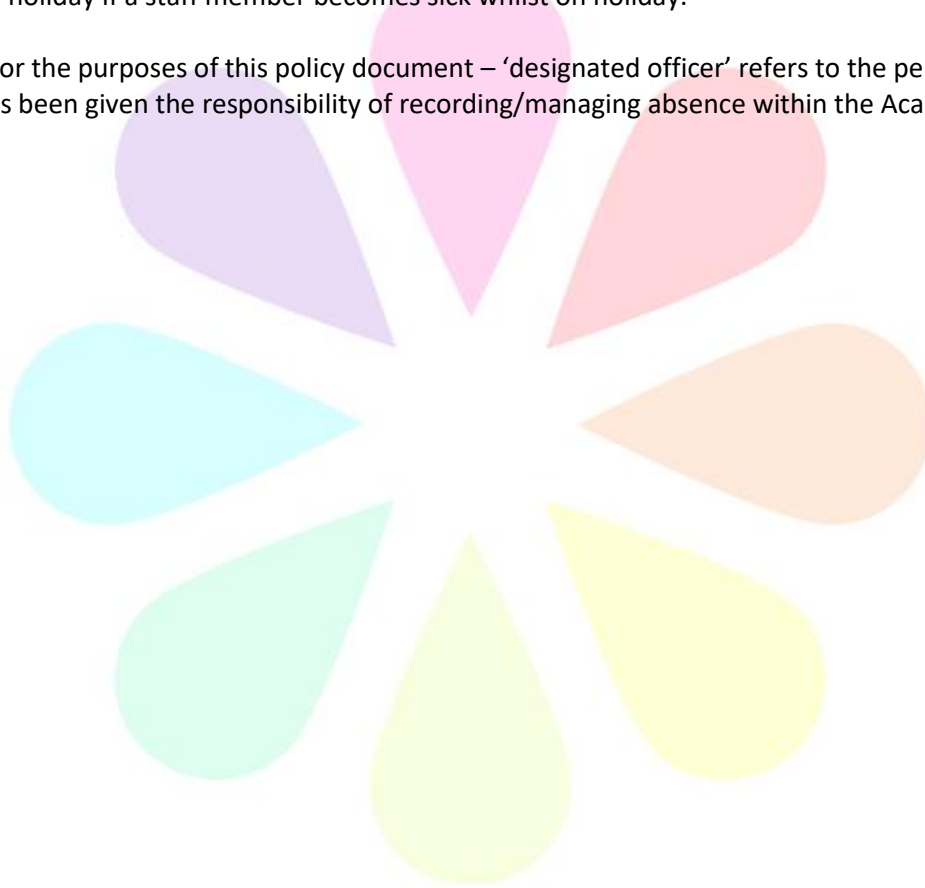 holiday if a staff member becomes sick whilst on holiday.
or the purposes of this policy document – ‘designated officer’ refers to the pe
s been given the responsibility of recording/managing absence within the Aca